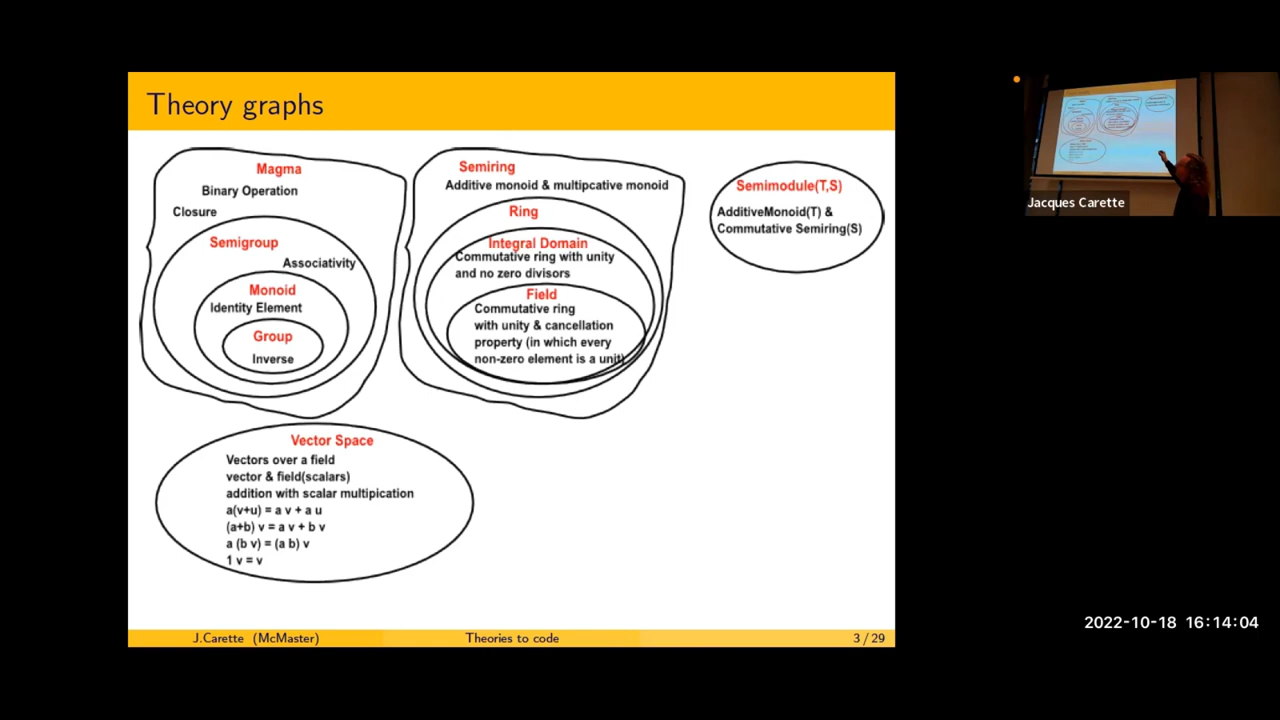 Theory graphs
Magma
Binary Operation
Closure
Semigroup
Associativity
Monoid
Identity Element
Group
Inverse
Semiring
Additive monoid & multipcative monoid
Ring
Integral Domain
Commutative ring with unity
and no zero divisors
Field
Commutative ring
with unity & cancellation
property (in which every
non-zero element is a unit)
Semimodule(T,S)
AdditiveMonoid(T) &
Commutative Semiring(S)
Vector Space
Vectors over a field
vector & field(scalars)
addition with scalar multipication
a(v+u) = a v + a u
(a+b) v = a v + b v
a (b v) = (a b) v
1 v = v
J.Carette (McMaster)
Theories to code
3 / 29
Jacques Carette
2022-10-18 16:14:04